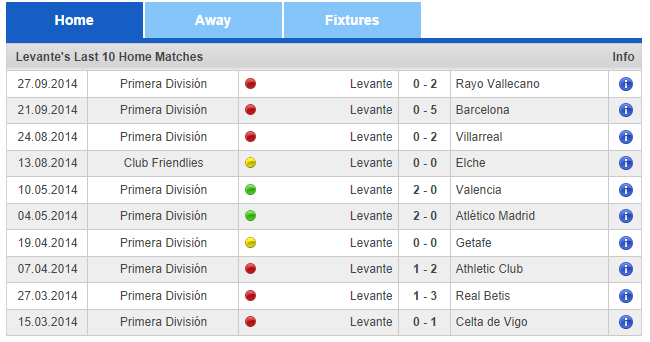 Home Away Fixtures
Levante's Last 10 Home Matches Info
27.09.2014 Primera División Levante 0 - 2 Rayo Vallecano
21.09.2014 Primera División Levante 0 - 5 Barcelona
24.08.2014 Primera División Levante 0 - 2 Villarreal
13.08.2014 Club Friendlies Levante 0 - 0 Elche
10.05.2014 Primera División Levante 2 - 0 Valencia
04.05.2014 Primera División Levante 2 - 0 Atlético Madrid
19.04.2014 Primera División Levante 0 - 0 Getafe
07.04.2014 Primera División Levante 1 - 2 Athletic Club
27.03.2014 Primera División Levante 1 - 3 Real Betis
15.03.2014 Primera División Levante 0 - 1 Celta de Vigo